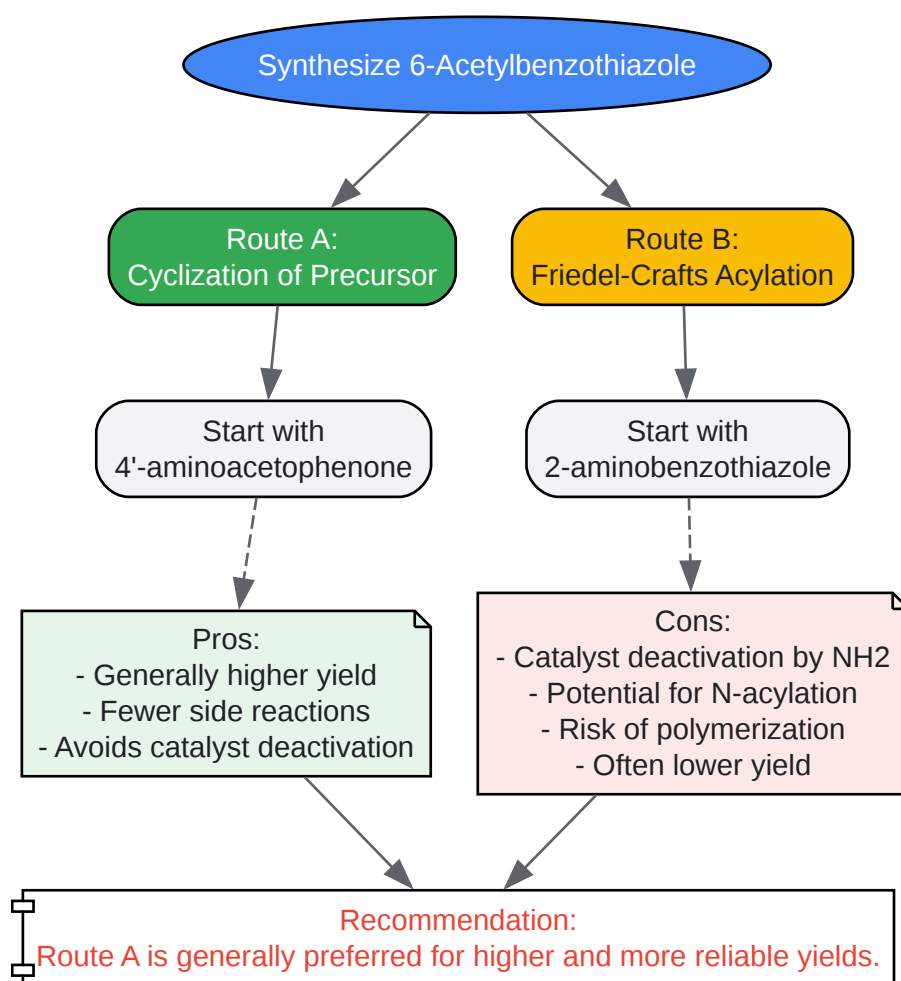 Synthesize 6-Acetylbenzothiazole
Route A:
Cyclization of Precursor
Route B:
Friedel-Crafts Acylation
Start with
4'-aminoacetophenone
Start with
2-aminobenzothiazole
Pros:
- Generally higher yield
- Fewer side reactions
- Avoids catalyst deactivation
Cons:
- Catalyst deactivation by NH2
- Potential for N-acylation
- Risk of polymerization
- Often lower yield
Recommendation:
Route A is generally preferred for higher and more reliable yields.